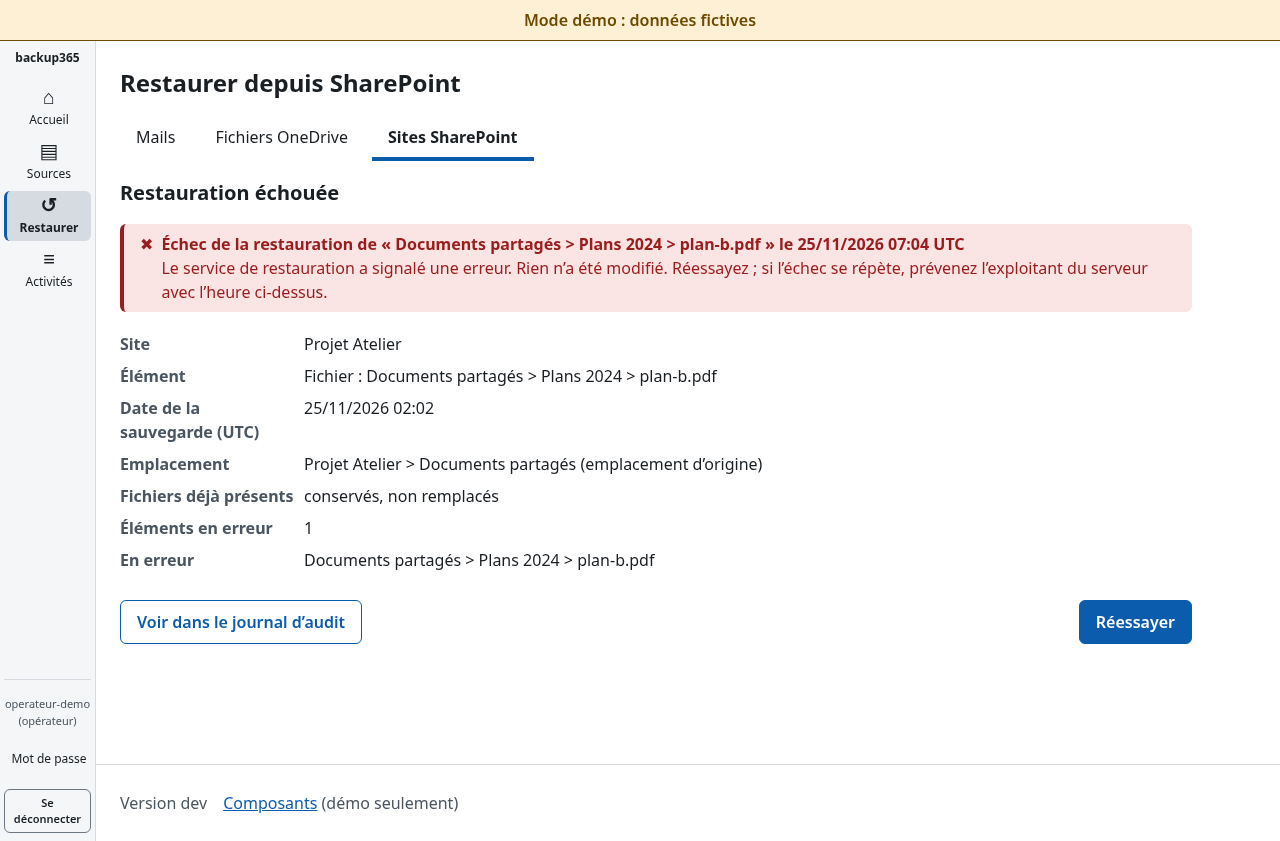 Mode démo : données fictives
backup365
Accueil
Sources
Restaurer
Activités
operateur-demo
(opérateur)
Mot de passe
Se
déconnecter
Restaurer depuis SharePoint
Mails Fichiers OneDrive Sites SharePoint
Restauration échouée
✖ Échec de la restauration de « Documents partagés > Plans 2024 > plan-b.pdf » le 25/11/2026 07:04 UTC
Le service de restauration a signalé une erreur. Rien n’a été modifié. Réessayez ; si l’échec se répète, prévenez l’exploitant du serveur
avec l’heure ci-dessus.
Site Projet Atelier
Élément Fichier : Documents partagés > Plans 2024 > plan-b.pdf
Date de la 25/11/2026 02:02
sauvegarde (UTC)
Emplacement Projet Atelier > Documents partagés (emplacement d’origine)
Fichiers déjà présents conservés, non remplacés
Éléments en erreur 1
En erreur Documents partagés > Plans 2024 > plan-b.pdf
Voir dans le journal d’audit Réessayer
Version dev Composants (démo seulement)